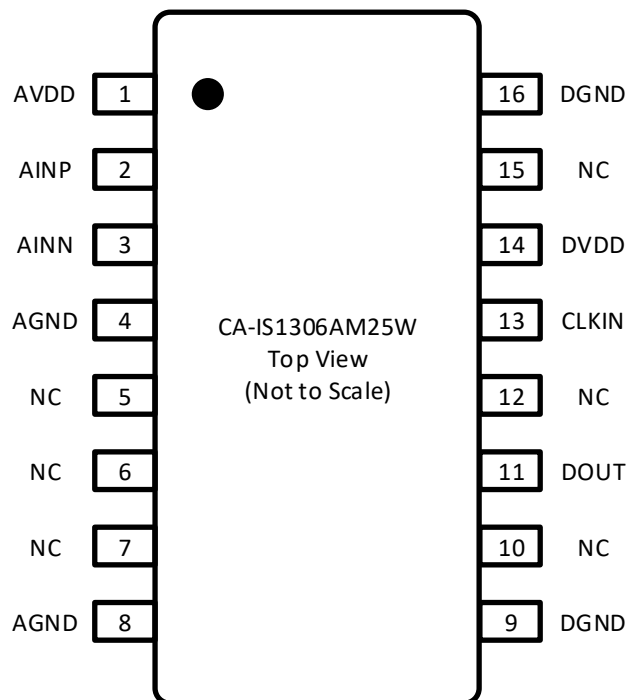 AVDD 1 16 DGND
AINP 2 15 NC
AINN 3 14 DVDD
AGND 4 13 CLKIN
CA-IS1306AM25W
Top View
(Not to Scale)
NC 5 12 NC
NC 6 11 DOUT
NC 7 10 NC
AGND 8 9 DGND